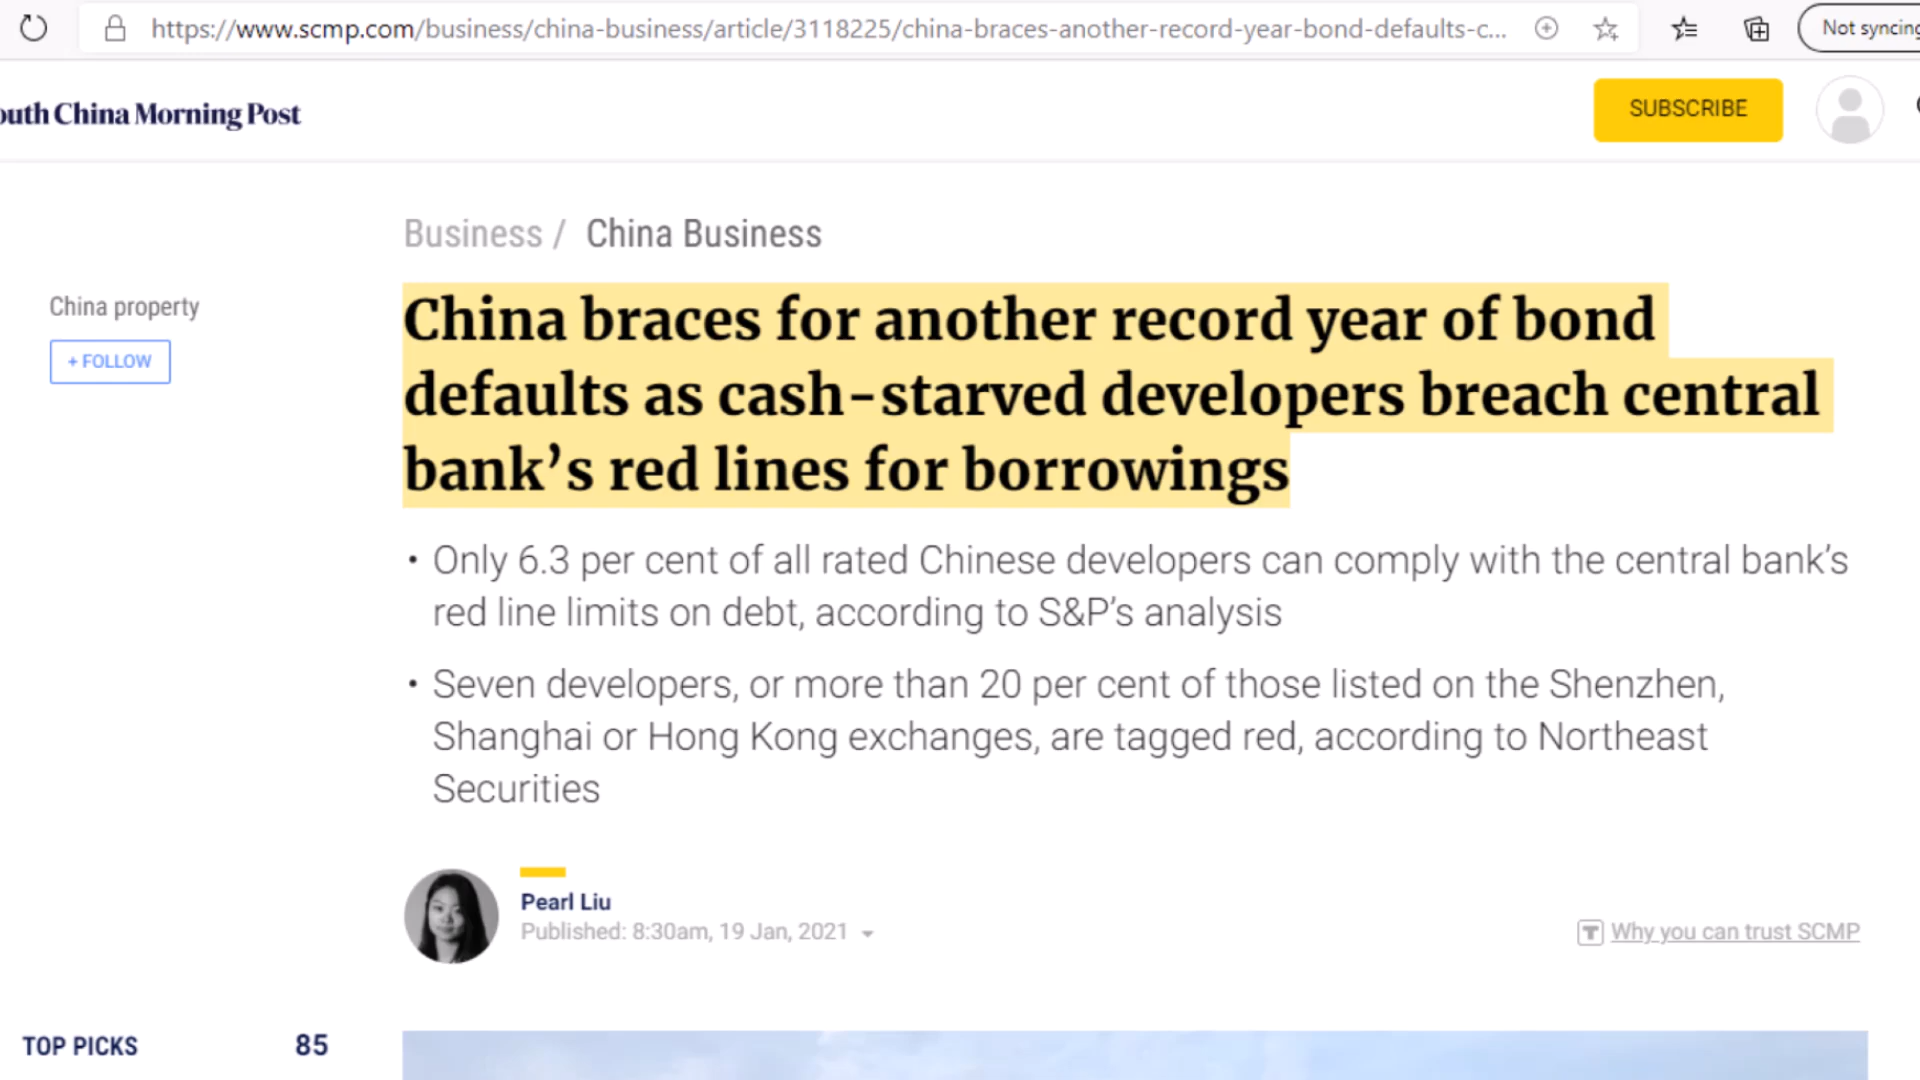 https://www.scmp.com/business/china-business/article/3118225/china-braces-another-record-year-bond-defaults-c...
Not syncing
outh China Morning Post
SUBSCRIBE
Business / China Business
China property
+ FOLLOW
China braces for another record year of bond
defaults as cash-starved developers breach central
bank’s red lines for borrowings
• Only 6.3 per cent of all rated Chinese developers can comply with the central bank’s
red line limits on debt, according to S&P’s analysis
• Seven developers, or more than 20 per cent of those listed on the Shenzhen,
Shanghai or Hong Kong exchanges, are tagged red, according to Northeast
Securities
Pearl Liu
Published: 8:30am, 19 Jan, 2021
Why you can trust SCMP
TOP PICKS 85